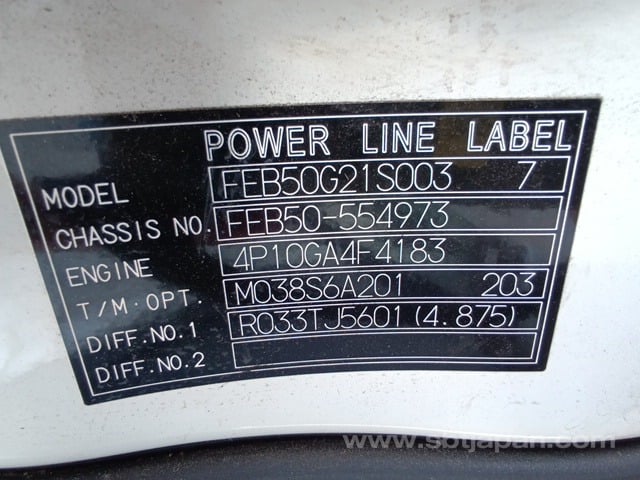 POWER LINE LABEL
MODEL FEB50G21S003 7
CHASSIS NO. FEB50-554973
ENGINE 4P10GA4F4183
T/M·OPT. M038S6A201 203
DIFF.NO.1 R033TJ5601(4.875)
DIFF.NO.2
www.sbtjapan.com